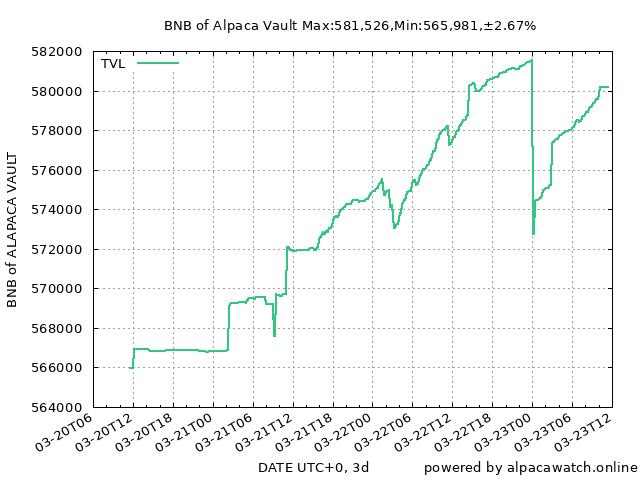 BNB of Alpaca Vault Max:581,526,Min:565,981,±2.67%
TVL
BNB of ALAPACA VAULT
582000
580000
578000
576000
574000
572000
570000
568000
566000
564000
03-20T06
03-20T12
03-20T18
03-21T00
03-21T06
03-21T12
03-21T18
03-22T00
03-22T06
03-22T12
03-22T18
03-23T00
03-23T06
03-23T12
DATE UTC+0, 3d
powered by alpacawatch.online